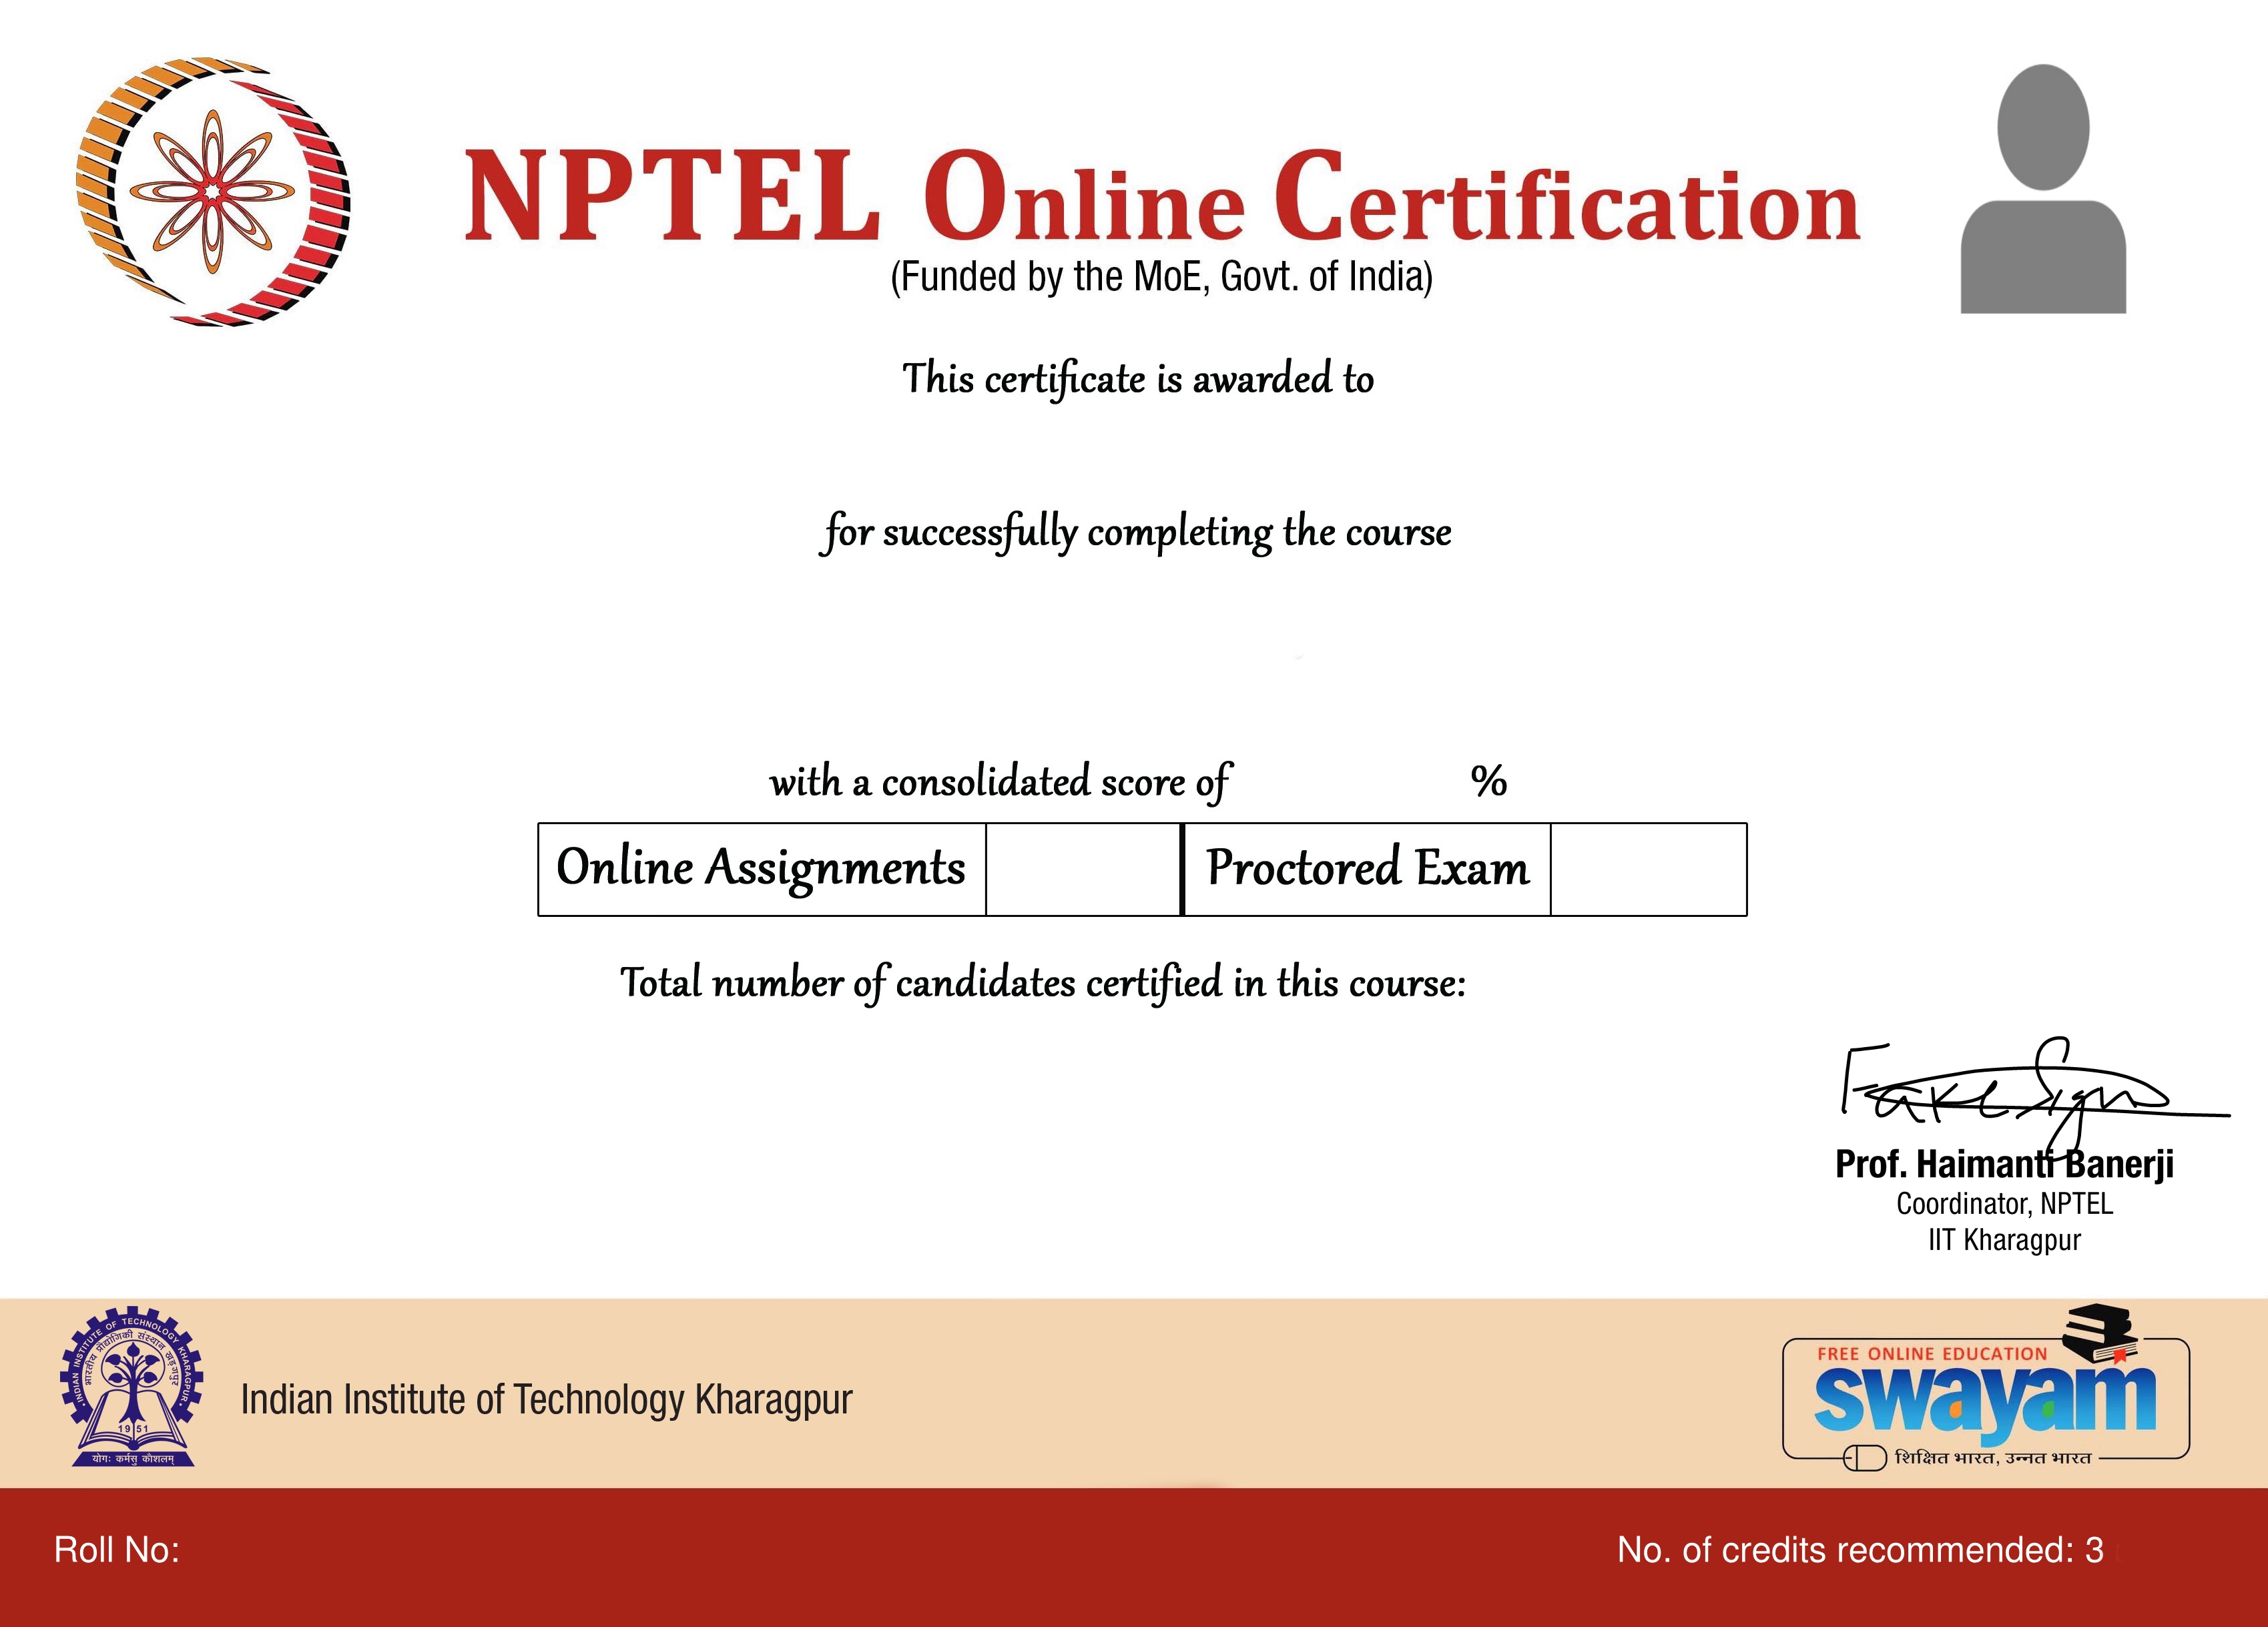 NPTEL Online Certification
(Funded by the MoE, Govt. of India)
This certificate is awarded to
for successfully completing the course
with a consolidated score of %
Online Assignments Proctored Exam
Total number of candidates certified in this course:
Fake Sign
Prof. Haimanti Banerji
Coordinator, NPTEL
IIT Kharagpur
INDIAN INSTITUTE OF TECHNOLOGY KHARAGPUR
भारतीय प्रौद्योगिकी संस्थान खड़गपुर
1951
योगः कर्मसु कौशलम्
Indian Institute of Technology Kharagpur
FREE ONLINE EDUCATION
swayam
शिक्षित भारत, उन्नत भारत
Roll No:
No. of credits recommended: 3